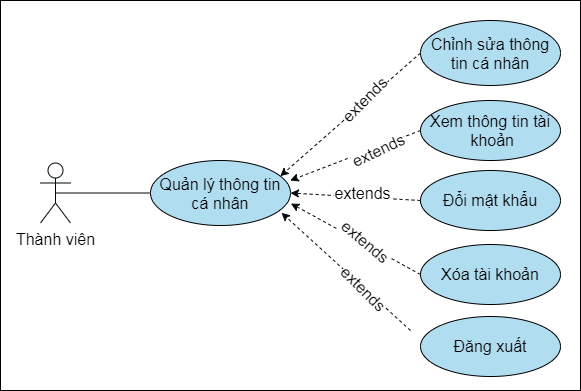 Chỉnh sửa thông
tin cá nhân
extends
Xem thông tin tài
khoản
extends
Quản lý thông tin
cá nhân
extends
Đổi mật khẩu
Thành viên
extends
Xóa tài khoản
extends
Đăng xuất